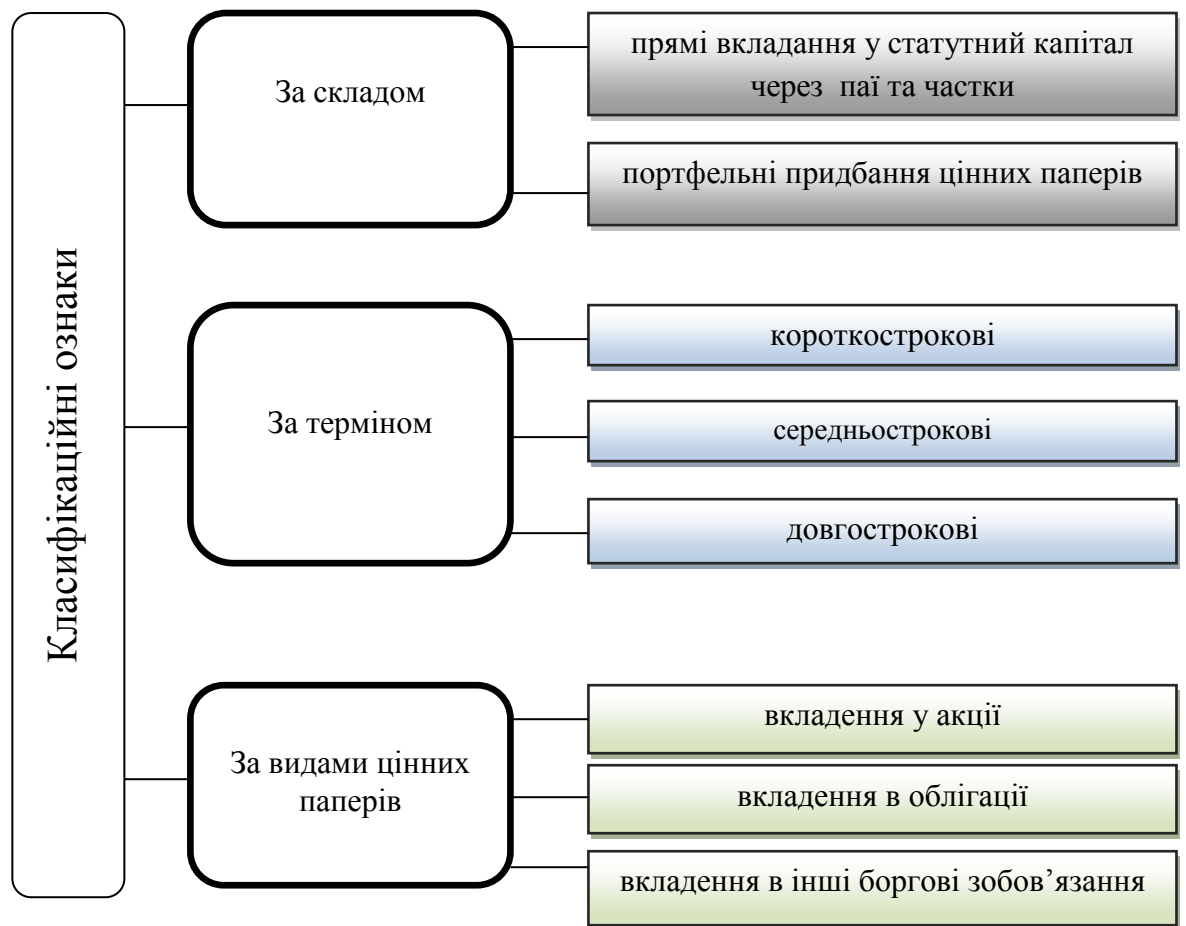 Класифікаційні ознаки
За складом
прямі вкладання у статутний капітал
через паї та частки
портфельні придбання цінних паперів
За терміном
короткострокові
середньострокові
довгострокові
За видами цінних
паперів
вкладення у акції
вкладення в облігації
вкладення в інші боргові зобов’язання